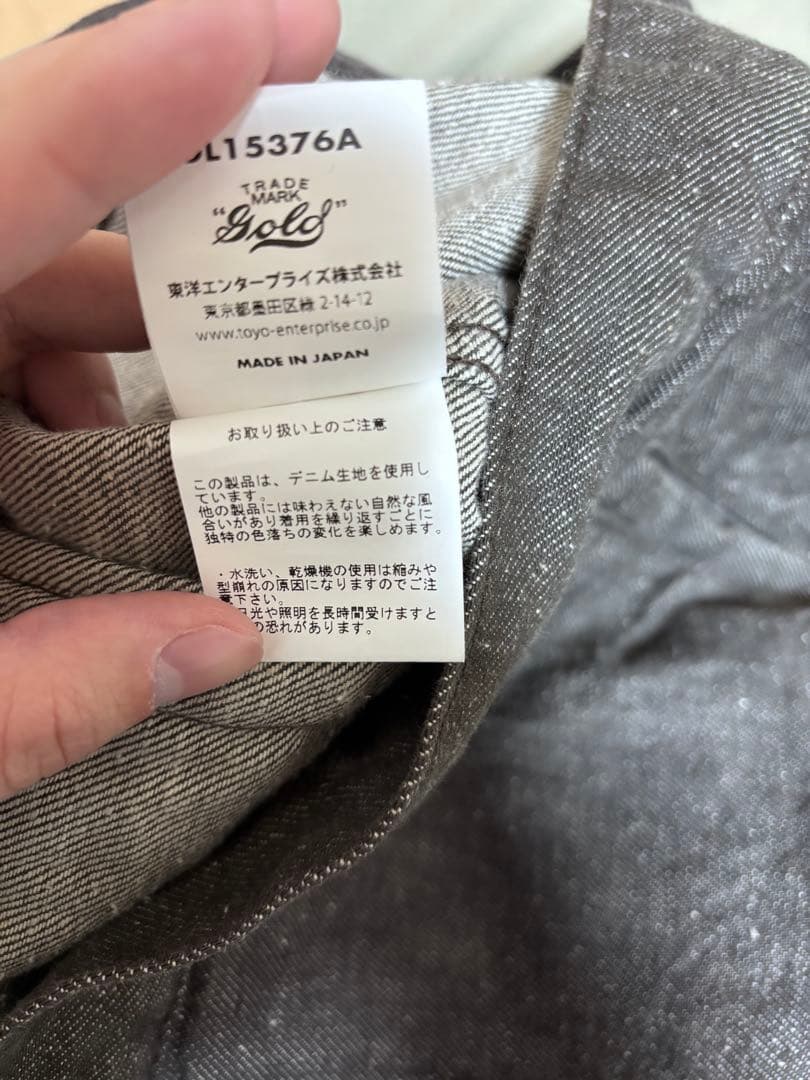 L15376A
TRADE
MARK
"Gold"
東洋エンタープライズ株式会社
東京都墨田区緑 2-14-12
www.toyo-enterprise.co.jp
MADE IN JAPAN
お取り扱い上のご注意
この製品は、デニム生地を使用し
ています。
他の製品には味わえない自然な風
合いがあり着用を繰り返すごとに
独特の色落ちの変化を楽しめます。
・水洗い、乾燥機の使用は縮みや
型崩れの原因になりますのでご注
意下さい。
日光や照明を長時間受けますと
の恐れがあります。